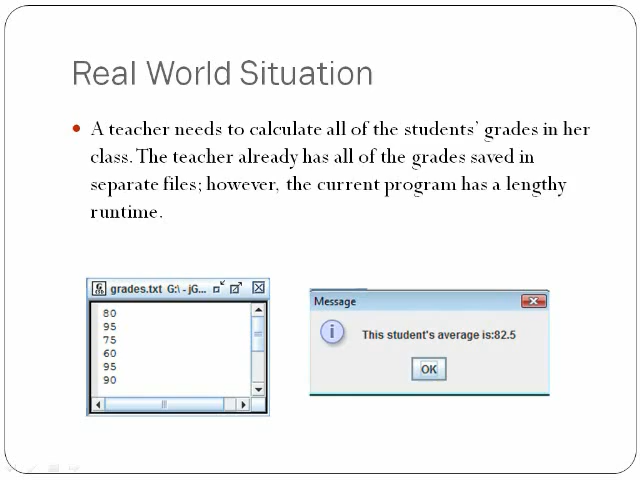 Real World Situation
• A teacher needs to calculate all of the students' grades in her
class. The teacher already has all of the grades saved in
separate files; however, the current program has a lengthy
runtime.
grades.txt G:\ - jG...
80
95
75
60
95
90
Message
This student's average is:82.5
OK